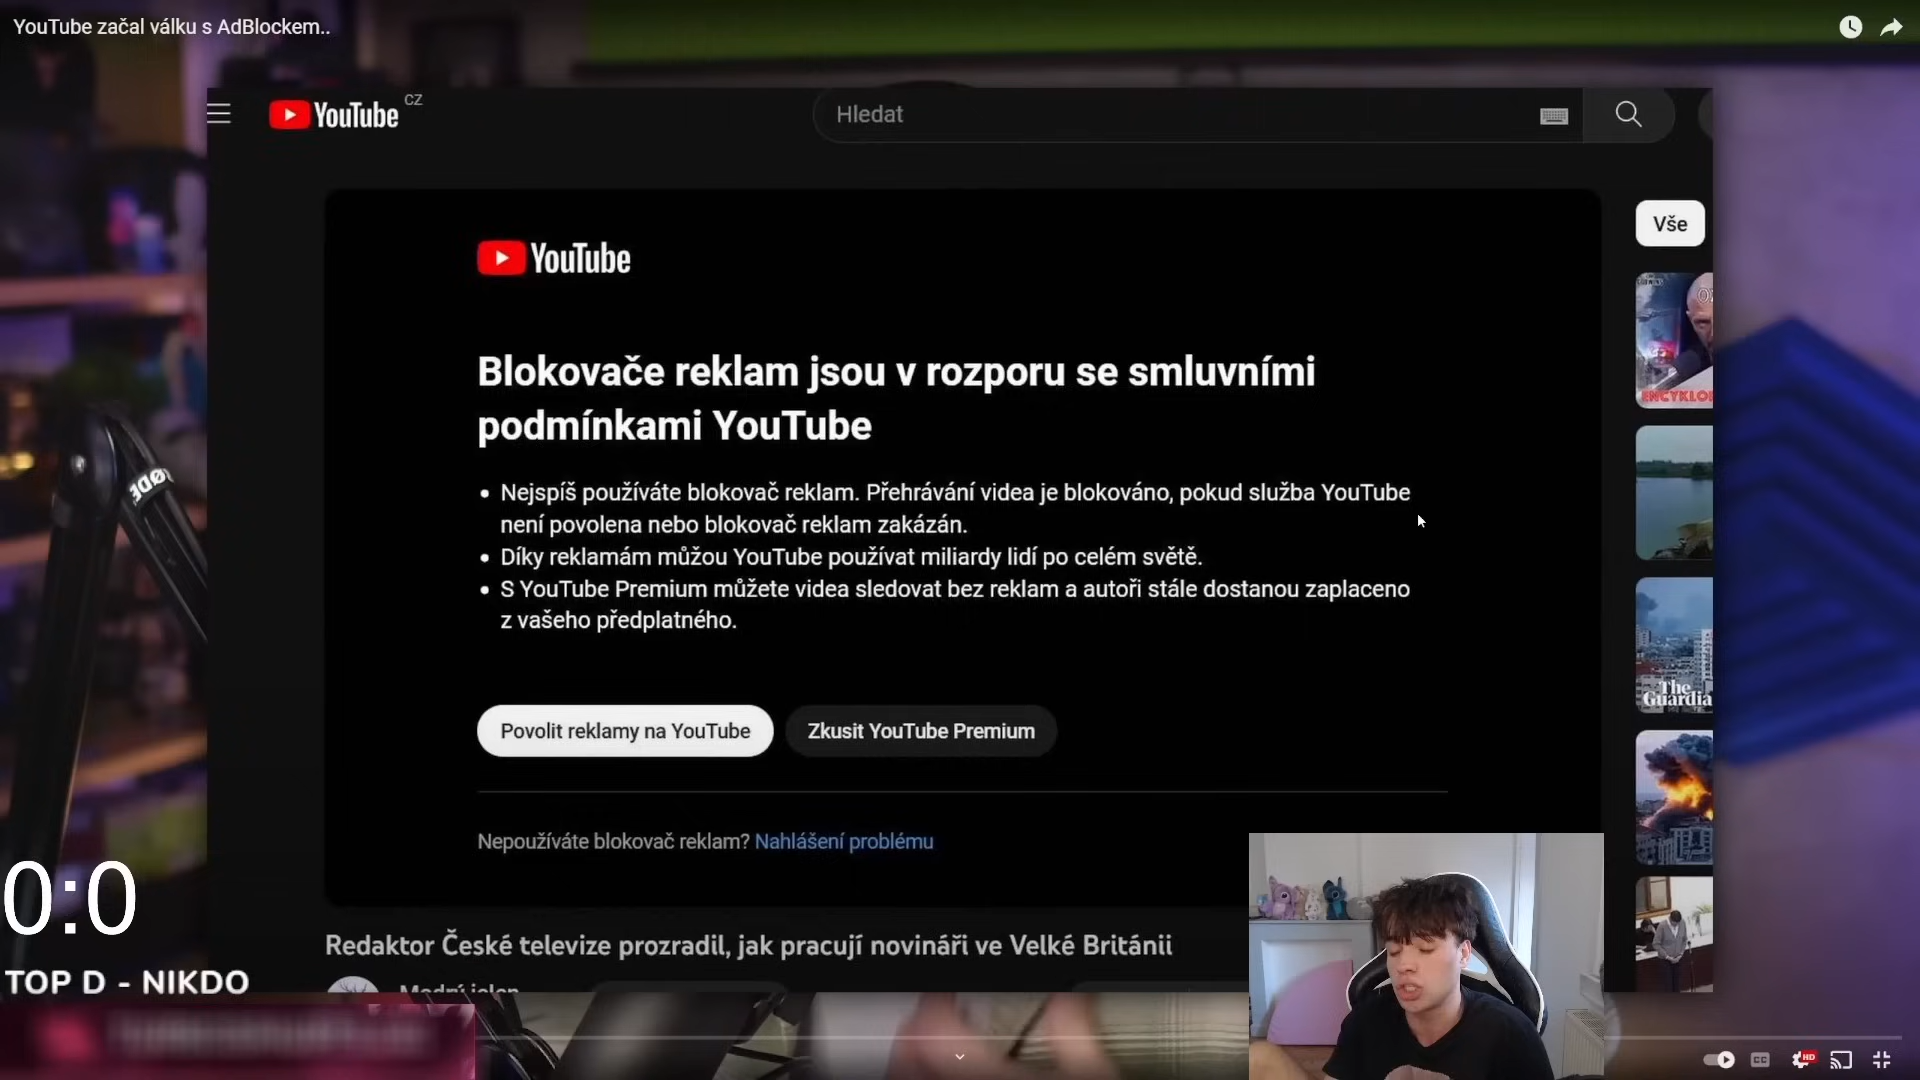 YouTube začal válku s AdBlockem..
YouTube CZ
Hledat
Vše
YouTube
Blokovače reklam jsou v rozporu se smluvními
podmínkami YouTube
Nejspíš používáte blokovač reklam. Přehrávání videa je blokováno, pokud služba YouTube
není povolena nebo blokovač reklam zakázán.
Díky reklamám můžou YouTube používat miliardy lidí po celém světě.
S YouTube Premium můžete videa sledovat bez reklam a autoři stále dostanou zaplaceno
z vašeho předplatného.
Povolit reklamy na YouTube
Zkusit YouTube Premium
Nepoužíváte blokovač reklam? Nahlášení problému
The
RØDE
0:0
TOP D - NIKDO
Redaktor České televize prozradil, jak pracují novináři ve Velké Británii
CC
HD